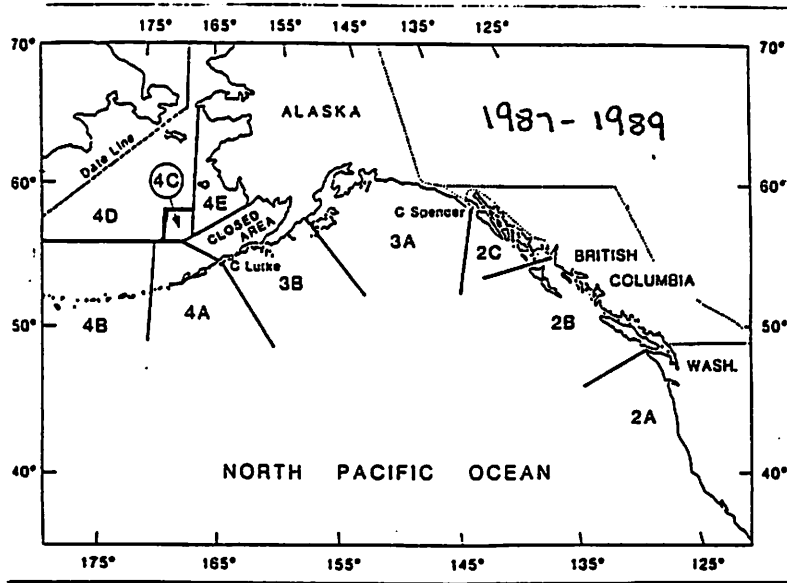 175° 165° 155° 145° 135° 125°
70° 70°
ALASKA
1987 - 1989
Date Line
60° 4C 4E 60°
4D
CLOSED AREA
C Spencer
3A
2C
BRITISH
COLUMBIA
C Lutke
3B
4B
4A
2B
50° 50°
WASH.
2A
40° NORTH PACIFIC OCEAN 40°
175° 165° 155° 145° 135° 125°